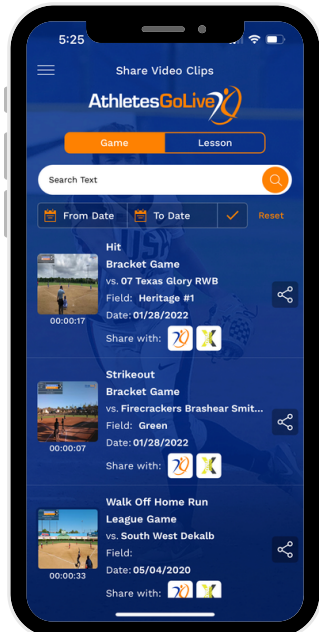 5:25
Share Video Clips
AthletesGoLive
Game Lesson
Search Text
From Date To Date Reset
Hit
Bracket Game
vs. 07 Texas Glory RWB
Field: Heritage #1
Date: 01/28/2022
00:00:17
Share with:
Strikeout
Bracket Game
vs. Firecrackers Brashear Smit...
Field: Green
Date: 01/28/2022
00:00:07
Share with:
Walk Off Home Run
League Game
vs. South West Dekalb
Field:
Date: 05/04/2020
00:00:33
Share with: